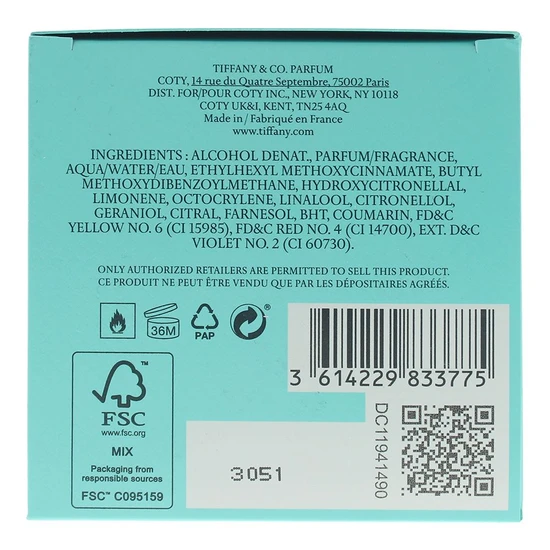 TIFFANY & CO. PARFUM
COTY, 14 rue du Quatre Septembre, 75002 Paris
DIST. FOR/POUR COTY INC., NEW YORK, NY 10118
COTY UK&I, KENT, TN25 4AQ
Made in / Fabriqué en France
www.tiffany.com
INGREDIENTS : ALCOHOL DENAT., PARFUM/FRAGRANCE,
AQUA/WATER/EAU, ETHYLHEXYL METHOXYCINNAMATE, BUTYL
METHOXYDIBENZOYLMETHANE, HYDROXYCITRONELLAL,
LIMONENE, OCTOCRYLENE, LINALOOL, CITRONELLOL,
GERANIOL, CITRAL, FARNESOL, BHT, COUMARIN, FD&C
YELLOW NO. 6 (CI 15985), FD&C RED NO. 4 (CI 14700), EXT. D&C
VIOLET NO. 2 (CI 60730).
ONLY AUTHORIZED RETAILERS ARE PERMITTED TO SELL THIS PRODUCT.
CE PRODUIT NE PEUT ÊTRE VENDU QUE PAR LES DÉPOSITAIRES AGRÉÉS.
36M
PAP
®
3 614229 833775
FSC
™
www.fsc.org
MIX
Packaging from
responsible sources
FSC™ C095159
3051
DC11941490